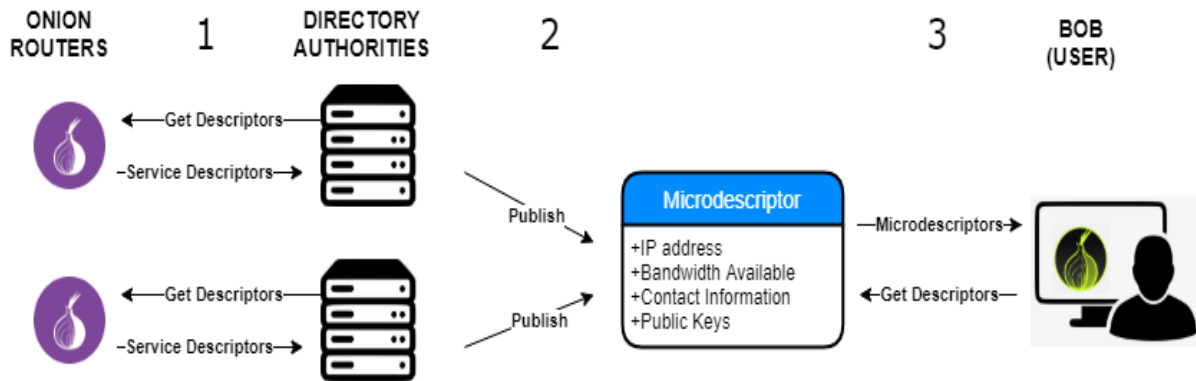 ONION
ROUTERS
1
DIRECTORY
AUTHORITIES
2
3
BOB
(USER)
Get Descriptors
Service Descriptors
Publish
Microdescriptor
+IP address
+Bandwidth Available
+Contact Information
+Public Keys
Microdescriptors
Get Descriptors
Get Descriptors
Service Descriptors
Publish